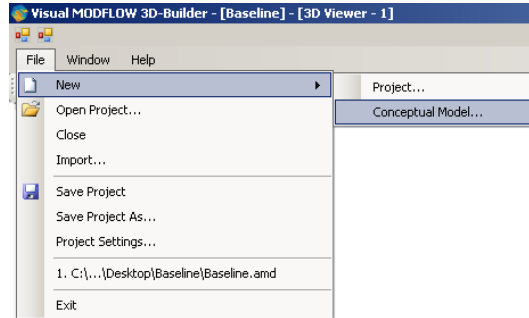 Visual MODFLOW 3D-Builder - [Baseline] - [3D Viewer - 1]
File Window Help
New
Project...
Open Project...
Conceptual Model...
Close
Import...
Save Project
Save Project As...
Project Settings...
1. C:\...\Desktop\Baseline\Baseline.amd
Exit